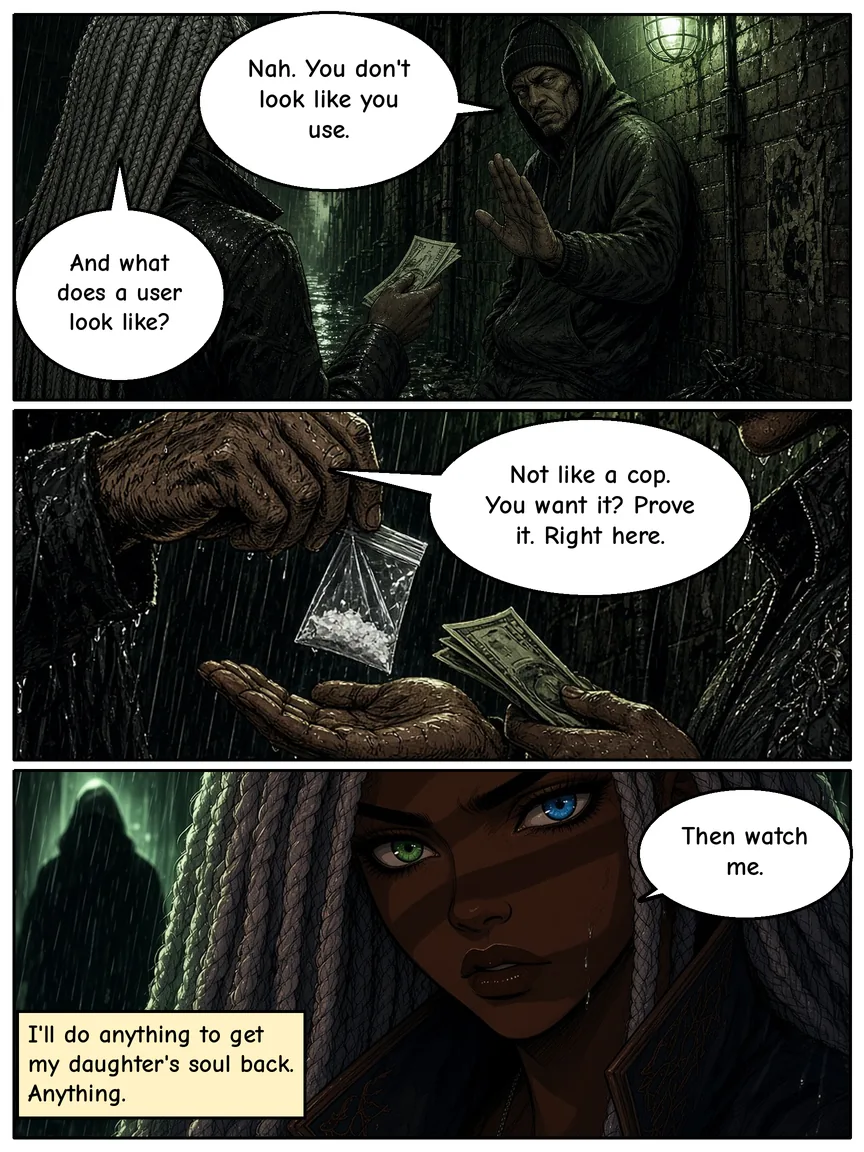 Nah. You don't
look like you
use.
And what
does a user
look like?
Not like a cop.
You want it? Prove
it. Right here.
Then watch
me.
I'll do anything to get
my daughter's soul back.
Anything.